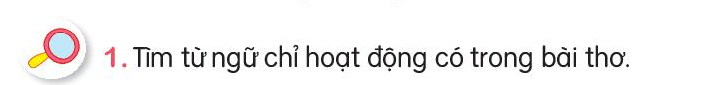 1. Tìm từ ngữ chỉ hoạt động có trong bài thơ.